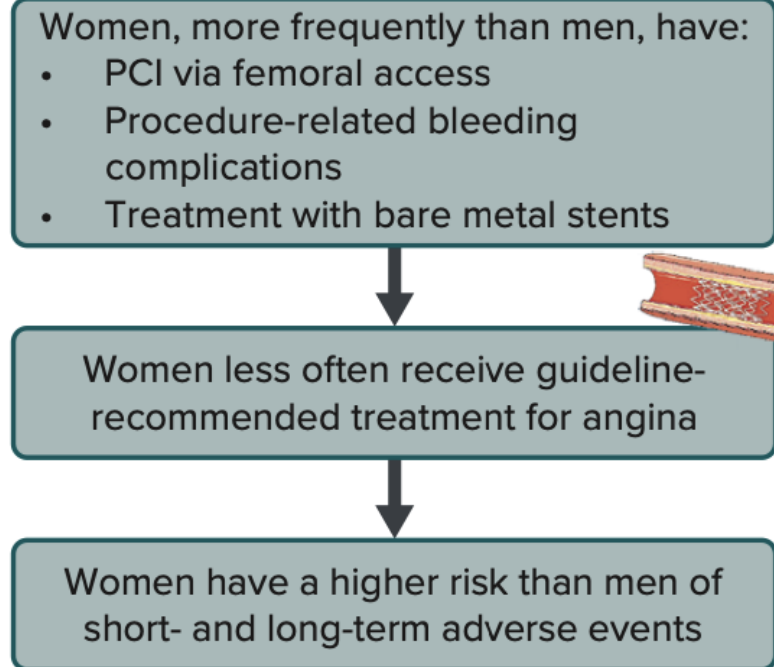 Women, more frequently than men, have:
• PCI via femoral access
• Procedure-related bleeding
complications
• Treatment with bare metal stents
Women less often receive guideline-
recommended treatment for angina
Women have a higher risk than men of
short- and long-term adverse events